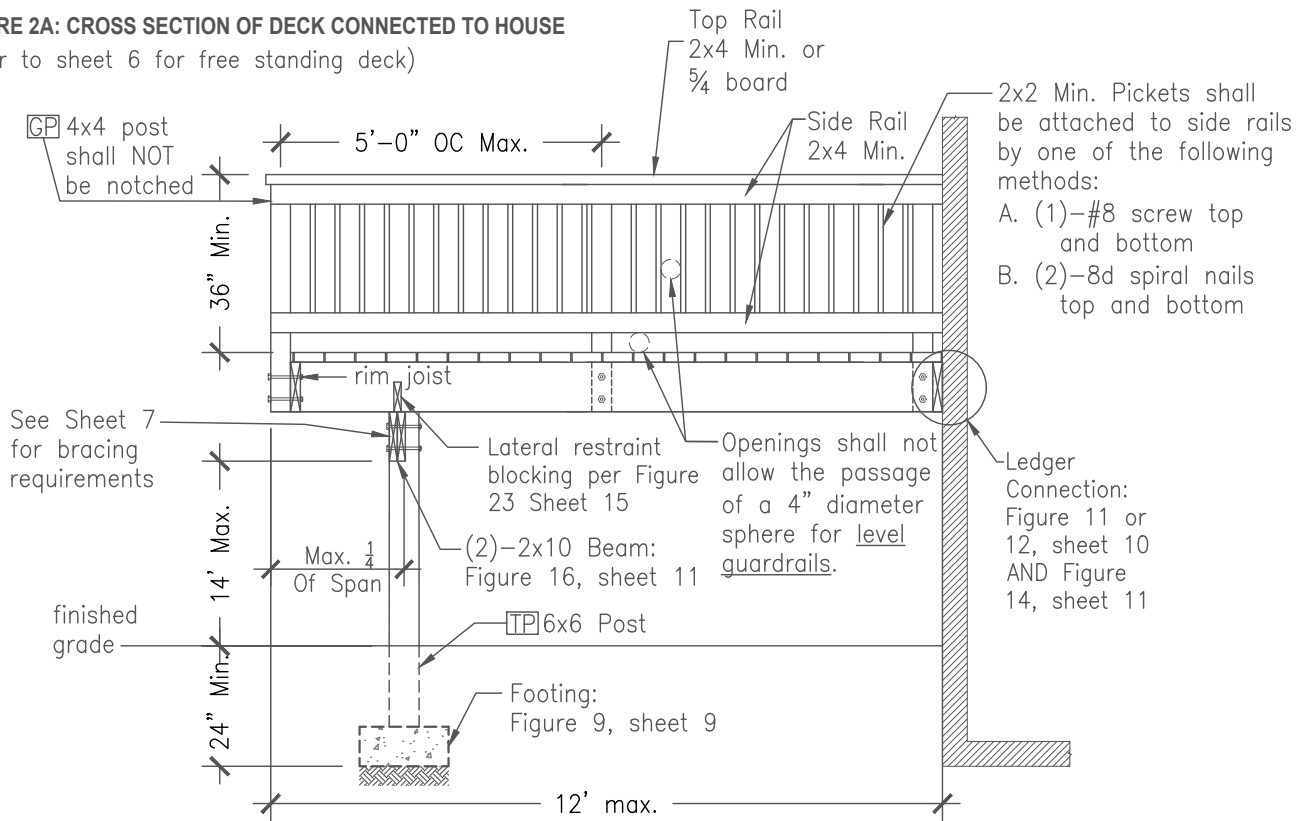 RE 2A: CROSS SECTION OF DECK CONNECTED TO HOUSE
r to sheet 6 for free standing deck)
Top Rail
2x4 Min. or
5/4 board
GP 4x4 post
shall NOT
be notched
5'-0" OC Max.
Side Rail
2x4 Min.
2x2 Min. Pickets shall
be attached to side rails
by one of the following
methods:
A. (1)-#8 screw top
and bottom
B. (2)-8d spiral nails
top and bottom
36" Min.
rim joist
See Sheet 7
for bracing
requirements
Lateral restraint
blocking per Figure
23 Sheet 15
Openings shall not
allow the passage
of a 4" diameter
sphere for level
guardrails.
Ledger
Connection:
Figure 11 or
12, sheet 10
AND Figure
14, sheet 11
14' Max.
Max. 1/4
Of Span
(2)-2x10 Beam:
Figure 16, sheet 11
finished
grade
TP 6x6 Post
24" Min.
Footing:
Figure 9, sheet 9
12' max.